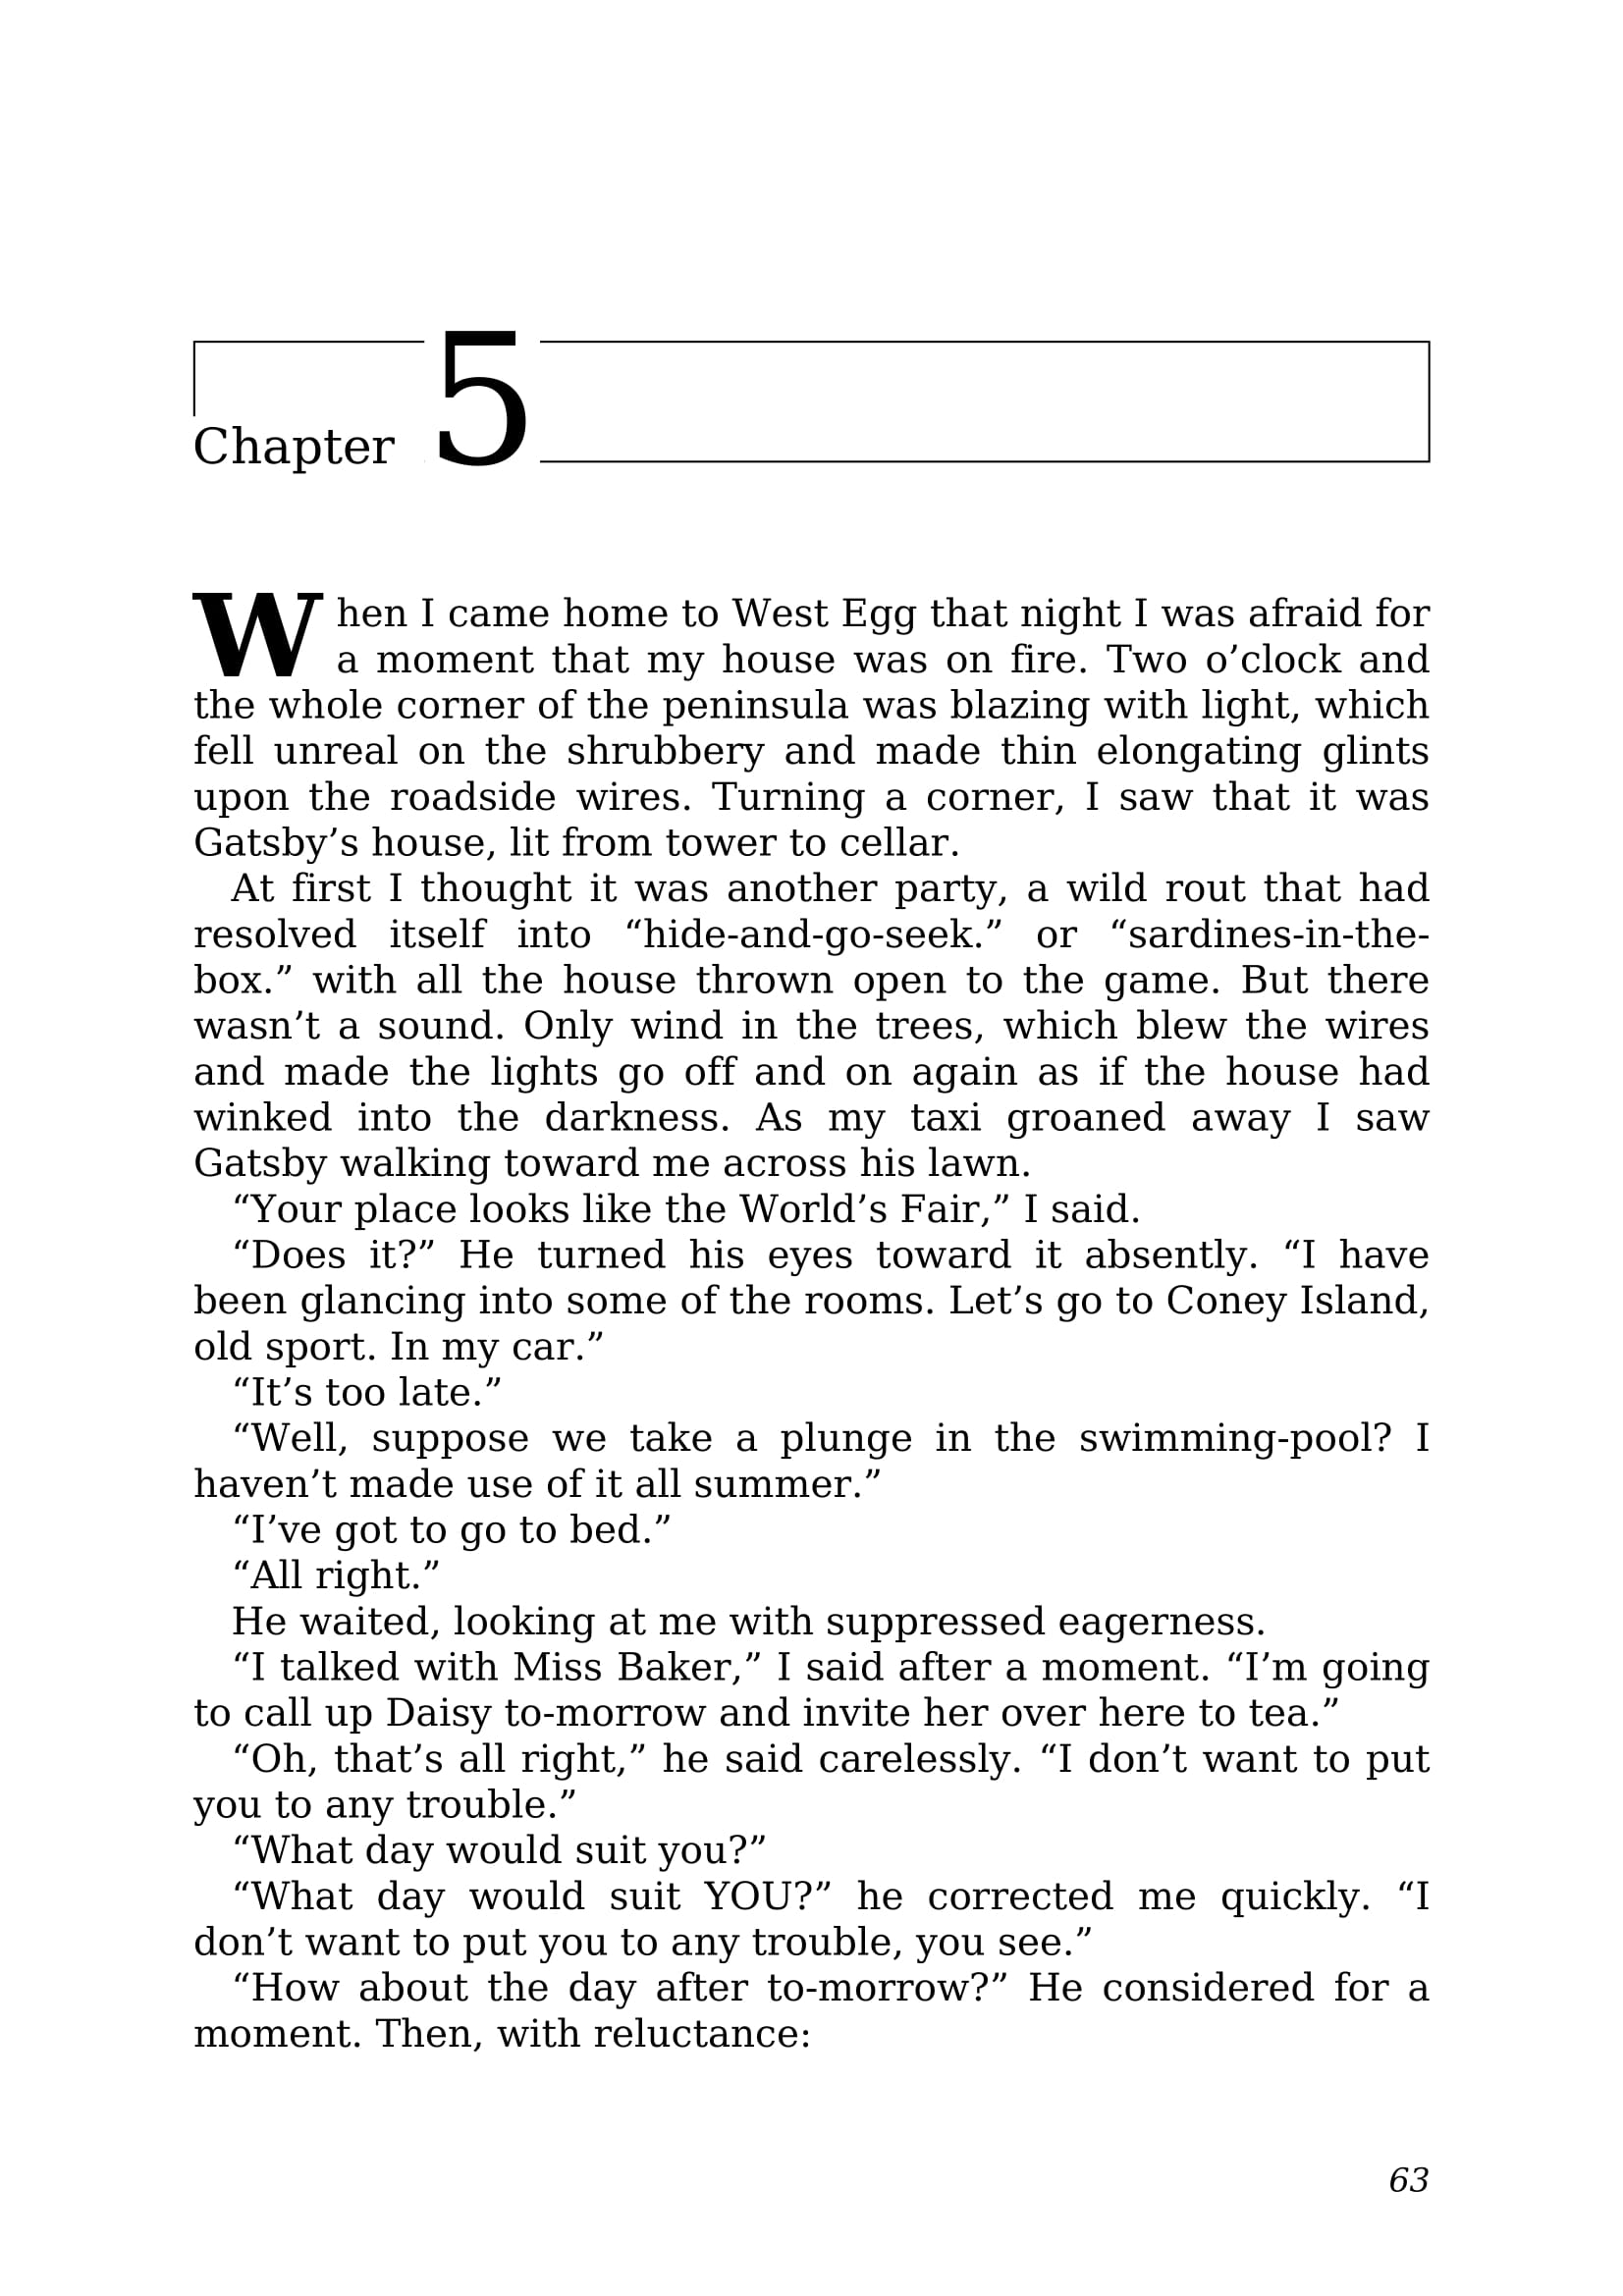 Chapter 5
When I came home to West Egg that night I was afraid for
a moment that my house was on fire. Two o’clock and
the whole corner of the peninsula was blazing with light, which
fell unreal on the shrubbery and made thin elongating glints
upon the roadside wires. Turning a corner, I saw that it was
Gatsby’s house, lit from tower to cellar.
At first I thought it was another party, a wild rout that had
resolved itself into “hide-and-go-seek.” or “sardines-in-the-
box.” with all the house thrown open to the game. But there
wasn’t a sound. Only wind in the trees, which blew the wires
and made the lights go off and on again as if the house had
winked into the darkness. As my taxi groaned away I saw
Gatsby walking toward me across his lawn.
“Your place looks like the World’s Fair,” I said.
“Does it?” He turned his eyes toward it absently. “I have
been glancing into some of the rooms. Let’s go to Coney Island,
old sport. In my car.”
“It’s too late.”
“Well, suppose we take a plunge in the swimming-pool? I
haven’t made use of it all summer.”
“I’ve got to go to bed.”
“All right.”
He waited, looking at me with suppressed eagerness.
“I talked with Miss Baker,” I said after a moment. “I’m going
to call up Daisy to-morrow and invite her over here to tea.”
“Oh, that’s all right,” he said carelessly. “I don’t want to put
you to any trouble.”
“What day would suit you?”
“What day would suit YOU?” he corrected me quickly. “I
don’t want to put you to any trouble, you see.”
“How about the day after to-morrow?” He considered for a
moment. Then, with reluctance:
63